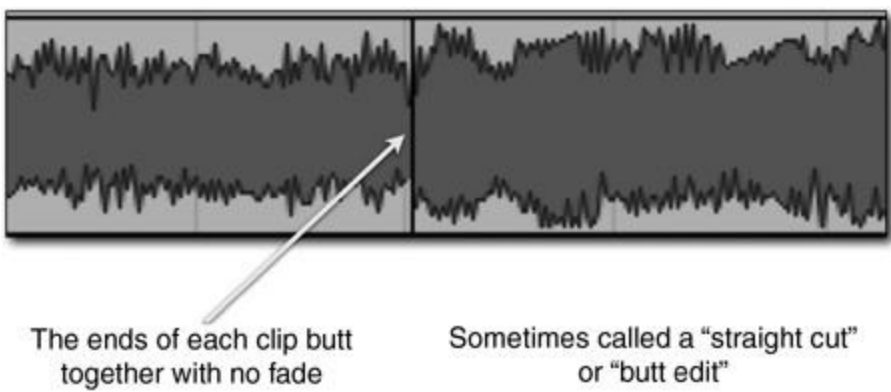 The ends of each clip butt
together with no fade
Sometimes called a “straight cut”
or “butt edit”